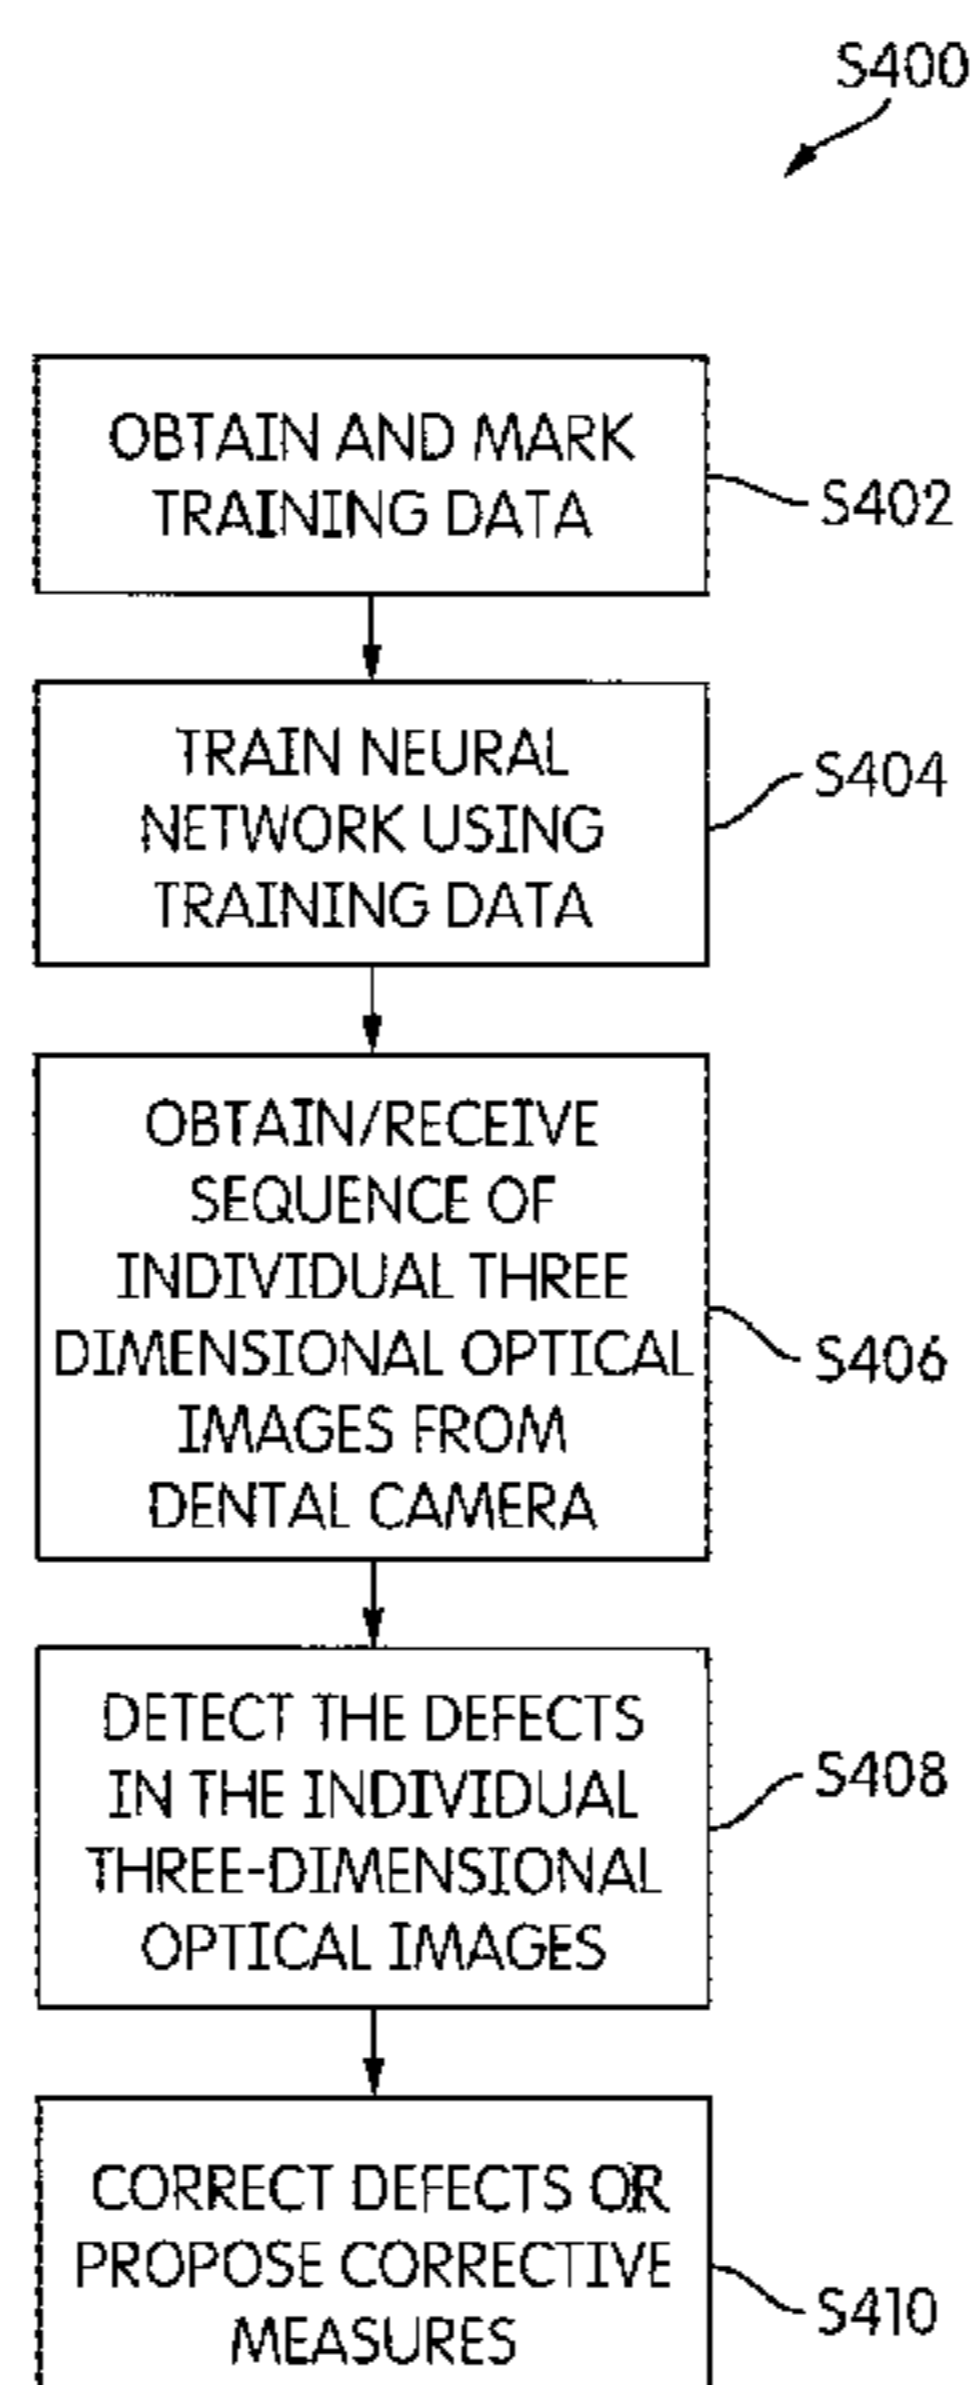 S400
OBTAIN AND MARK
TRAINING DATA
S402
TRAIN NEURAL
NETWORK USING
TRAINING DATA
S404
OBTAIN/RECEIVE
SEQUENCE OF
INDIVIDUAL THREE
DIMENSIONAL OPTICAL
IMAGES FROM
DENTAL CAMERA
S406
DETECT THE DEFECTS
IN THE INDIVIDUAL
THREE-DIMENSIONAL
OPTICAL IMAGES
S408
CORRECT DEFECTS OR
PROPOSE CORRECTIVE
MEASURES
S410